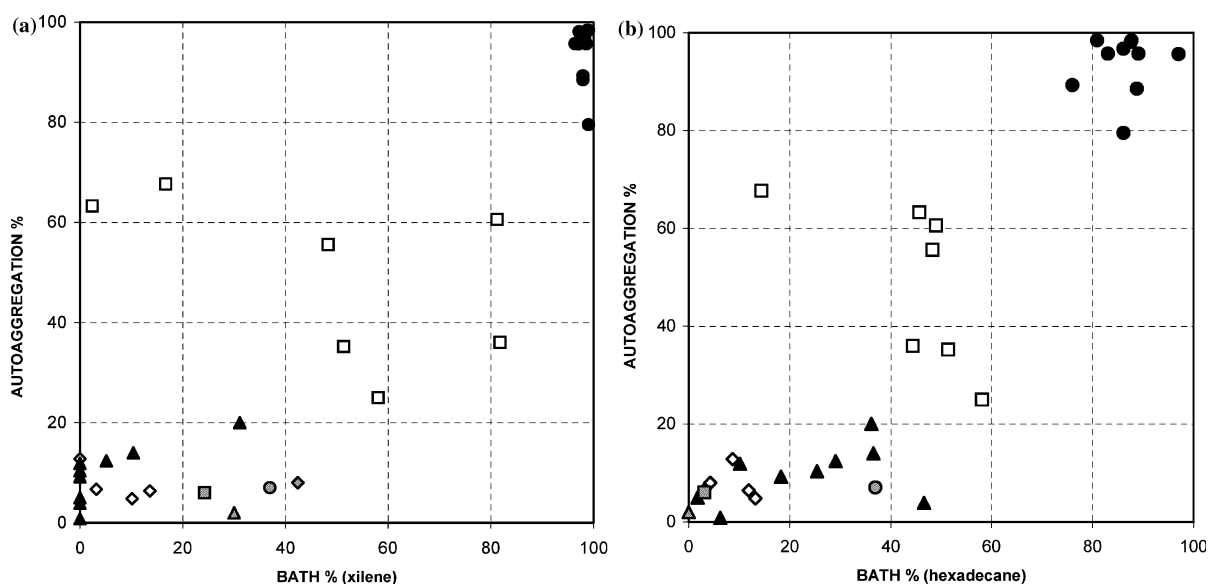 (a)
AUTOAGGREGATION %
100
80
60
40
20
0
0 20 40 60 80 100
BATH % (xilene)
(b)
AUTOAGGREGATION %
100
80
60
40
20
0
0 20 40 60 80 100
BATH % (hexadecane)